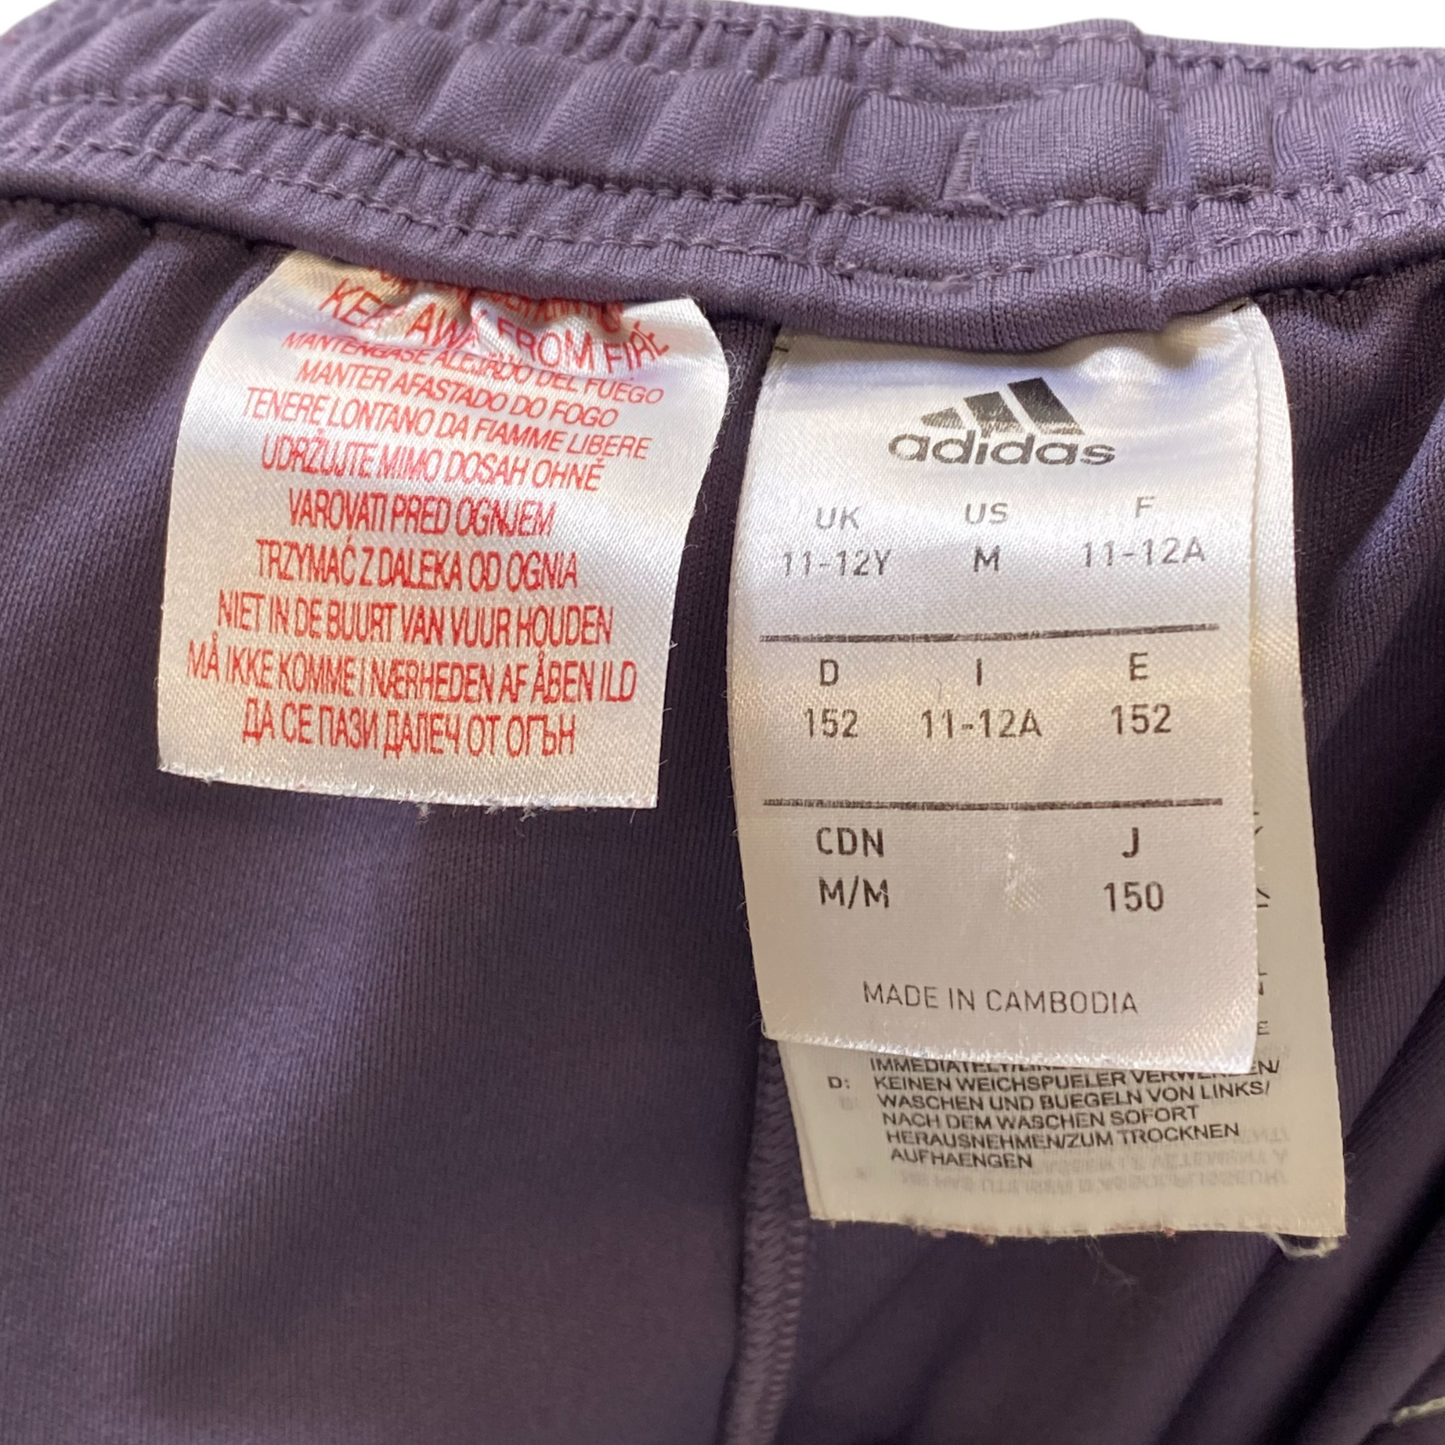 KEEP AWAY FROM FIRE
MANTENGASE ALEJADO DEL FUEGO
MANTER AFASTADO DO FOGO
TENERE LONTANO DA FIAMME LIBERE
UDRŽUJTE MIMO DOSAH OHNĚ
VAROVATI PRED OGNJEM
TRZYMAĆ Z DALEKA OD OGNIA
NIET IN DE BUURT VAN VUUR HOUDEN
MÅ IKKE KOMME I NÆRHEDEN AF ÅBEN ILD
ДА СЕ ПАЗИ ДАЛЕЧ ОТ ОГЪН
adidas
UK US F
11-12Y M 11-12A
D I E
152 11-12A 152
CDN J
M/M 150
MADE IN CAMBODIA
IMMEDIATELY/LINE
D: KEINEN WEICHSPUELER VERWENDEN/
WASCHEN UND BUEGELN VON LINKS/
NACH DEM WASCHEN SOFORT
HERAUSNEHMEN/ZUM TROCKNEN
AUFHAENGEN